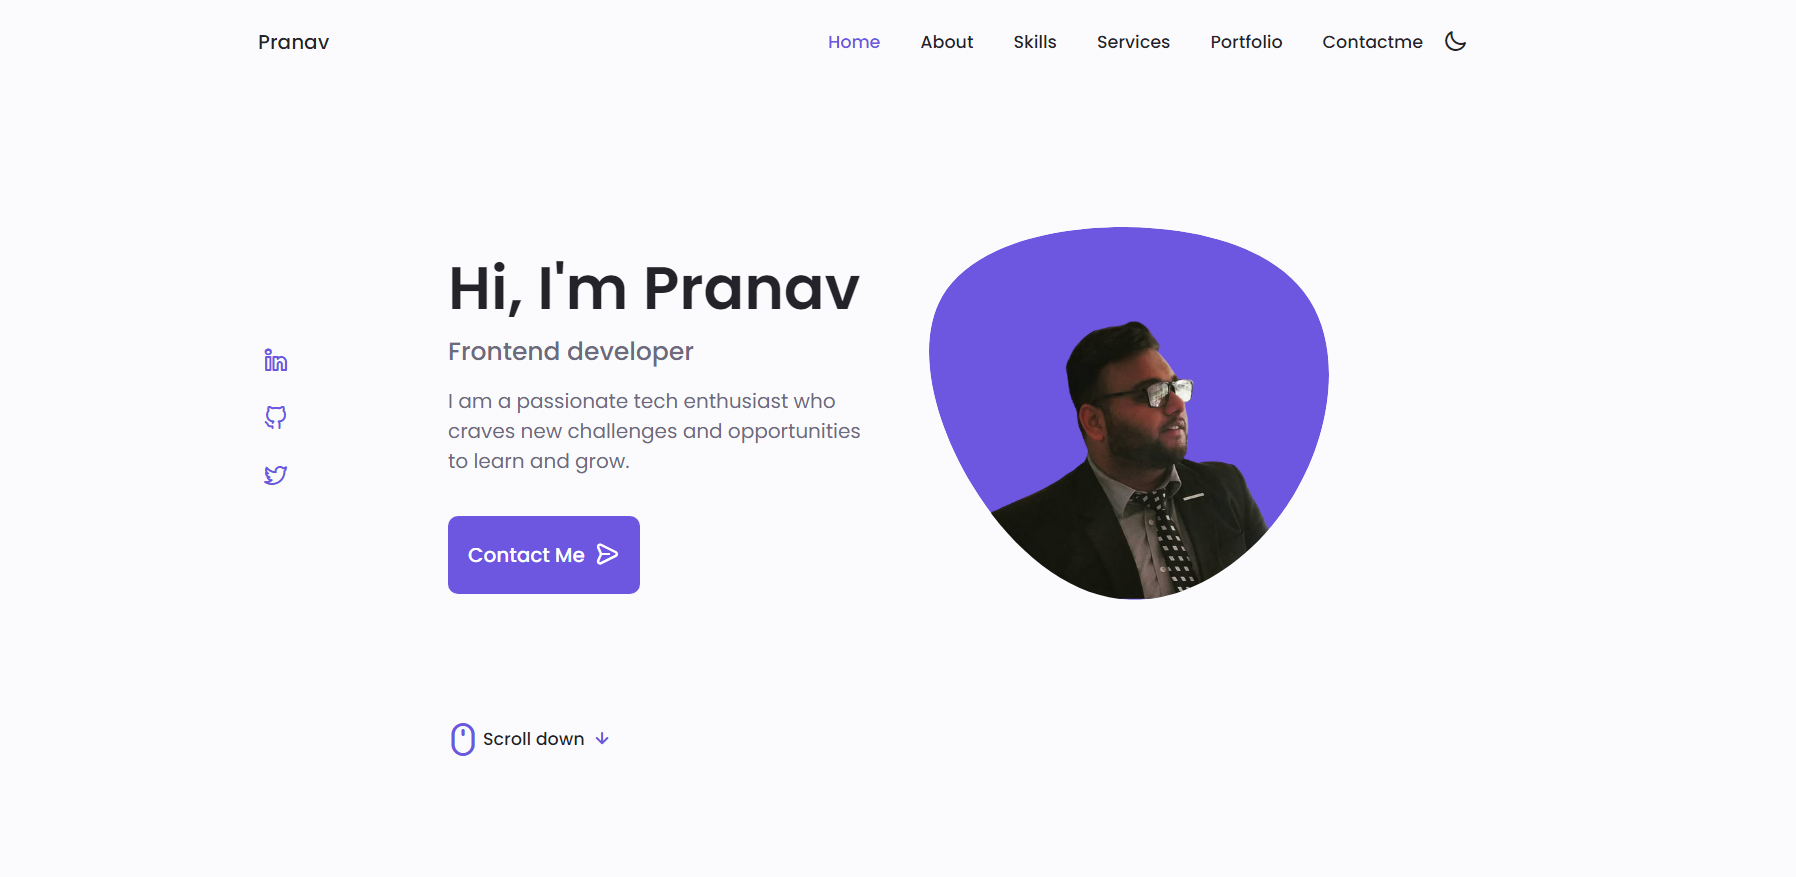 Pranav
Home About Skills Services Portfolio Contactme
Hi, I'm Pranav
Frontend developer
I am a passionate tech enthusiast who
craves new challenges and opportunities
to learn and grow.
Contact Me
Scroll down